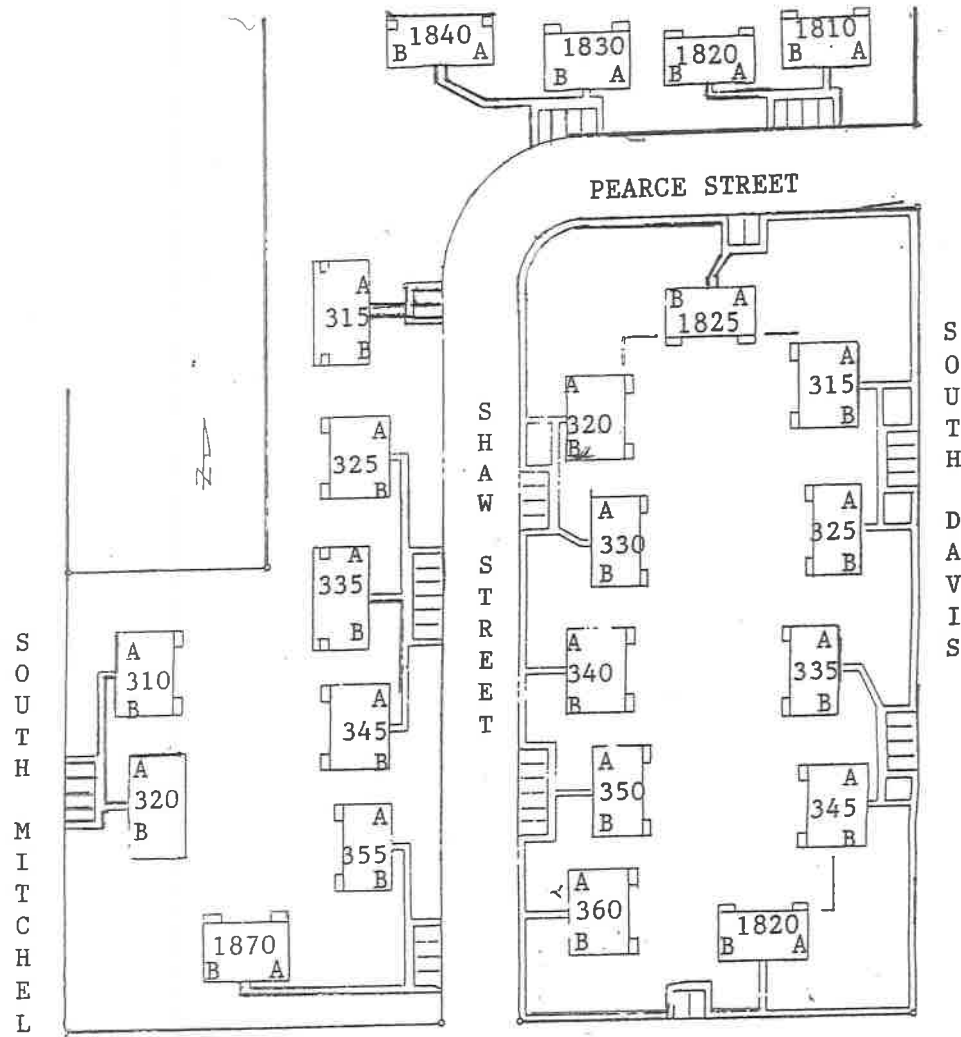 1840
B A
1830
B A
1820
B A
1810
B A
PEARCE STREET
A
315
B
B A
1825
A
315
B
SOUTH DAVIS
SHAW STREET
A
320
B
A
325
B
N
A
330
B
A
325
B
A
335
B
A
340
B
A
335
B
SOUTH MITCHEL
A
310
B
A
345
B
A
320
B
A
350
B
A
345
B
A
355
B
A
360
B
1870
B A
1820
B A